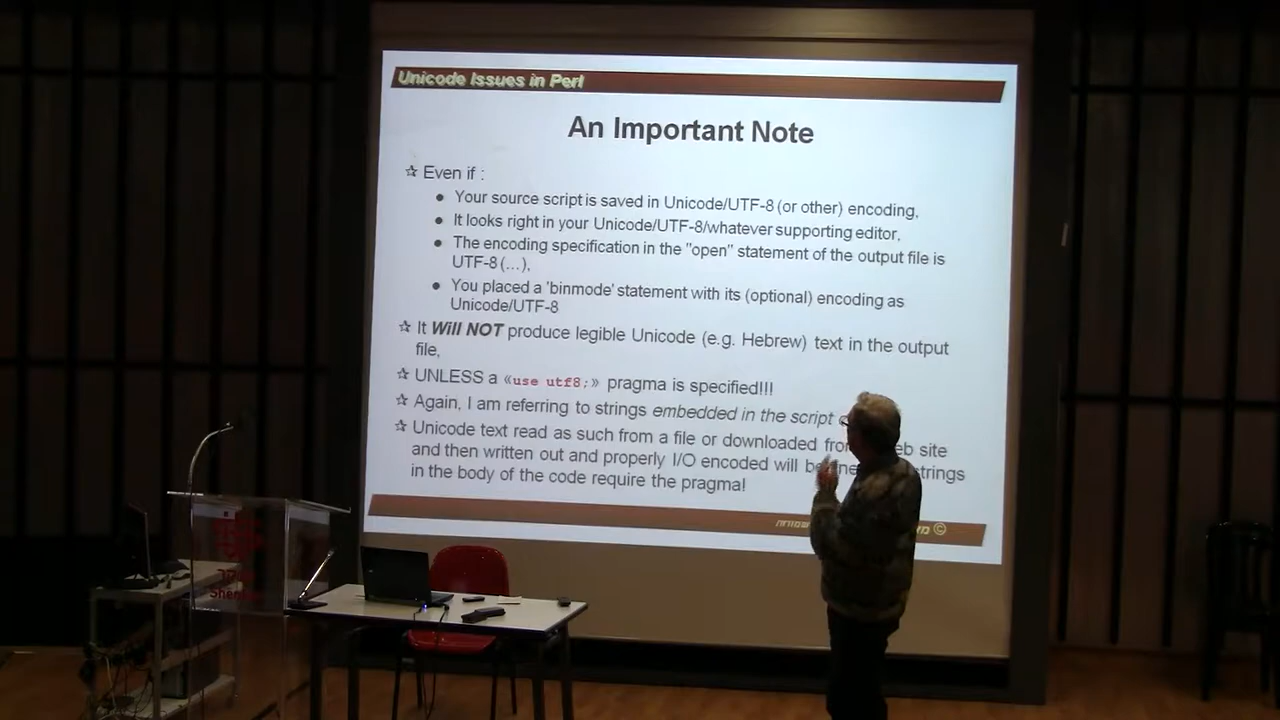 Unicode Issues in Perl
An Important Note
Even if :
Your source script is saved in Unicode/UTF-8 (or other) encoding,
It looks right in your Unicode/UTF-8/whatever supporting editor,
The encoding specification in the "open" statement of the output file is
UTF-8 (…),
You placed a 'binmode' statement with its (optional) encoding as
Unicode/UTF-8
It Will NOT produce legible Unicode (e.g. Hebrew) text in the output
file,
UNLESS a «use utf8;» pragma is specified!!!
Again, I am referring to strings embedded in the script
Unicode text read as such from a file or downloaded site
and then written out and properly I/O encoded will strings
in the body of the code require the pragma!
©